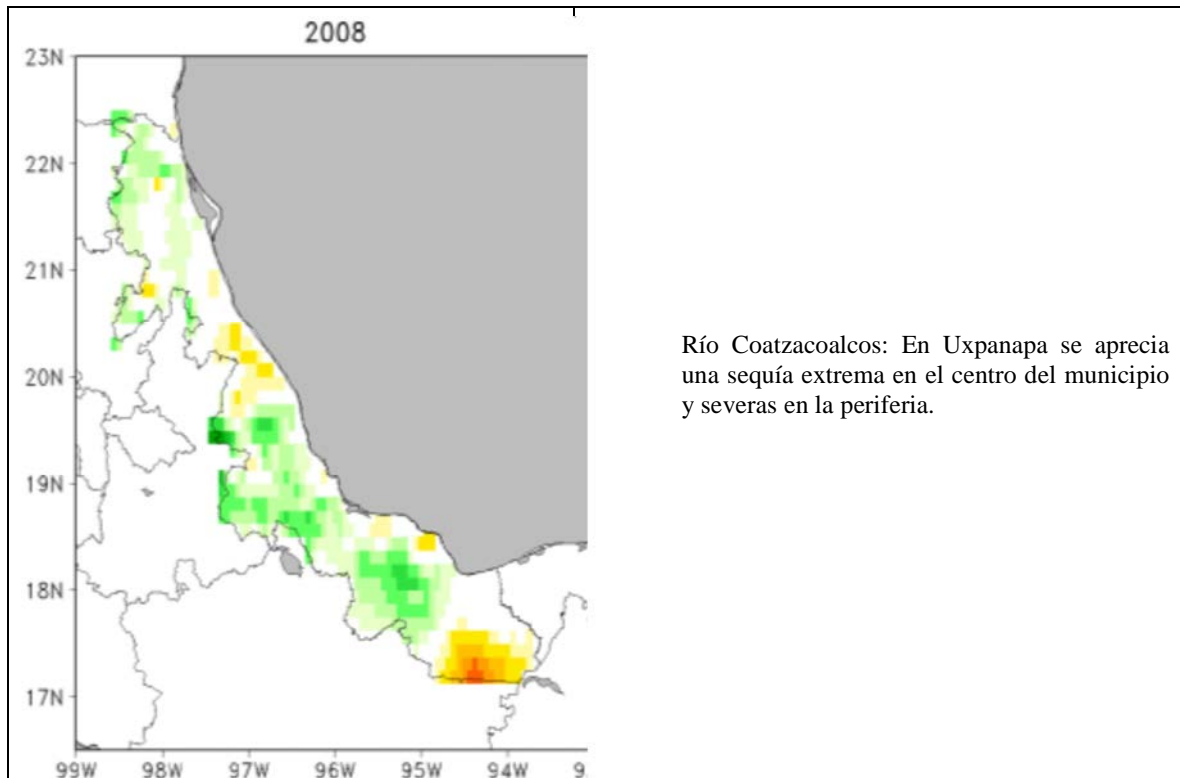 2008
23N
22N
21N
20N
19N
18N
17N
99W 98W 97W 96W 95W 94W 9
Río Coatzacoalcos: En Uxpanapa se aprecia
una sequía extrema en el centro del municipio
y severas en la periferia.